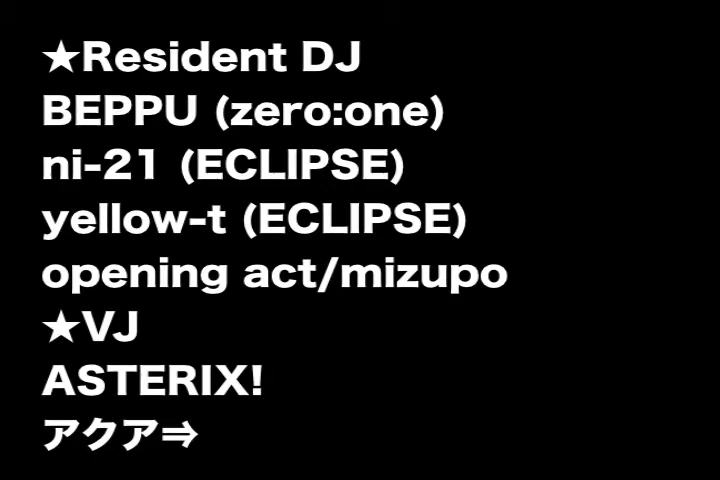 ★Resident DJ
BEPPU (zero:one)
ni-21 (ECLIPSE)
yellow-t (ECLIPSE)
opening act/mizupo
★VJ
ASTERIX!
アクア⇒